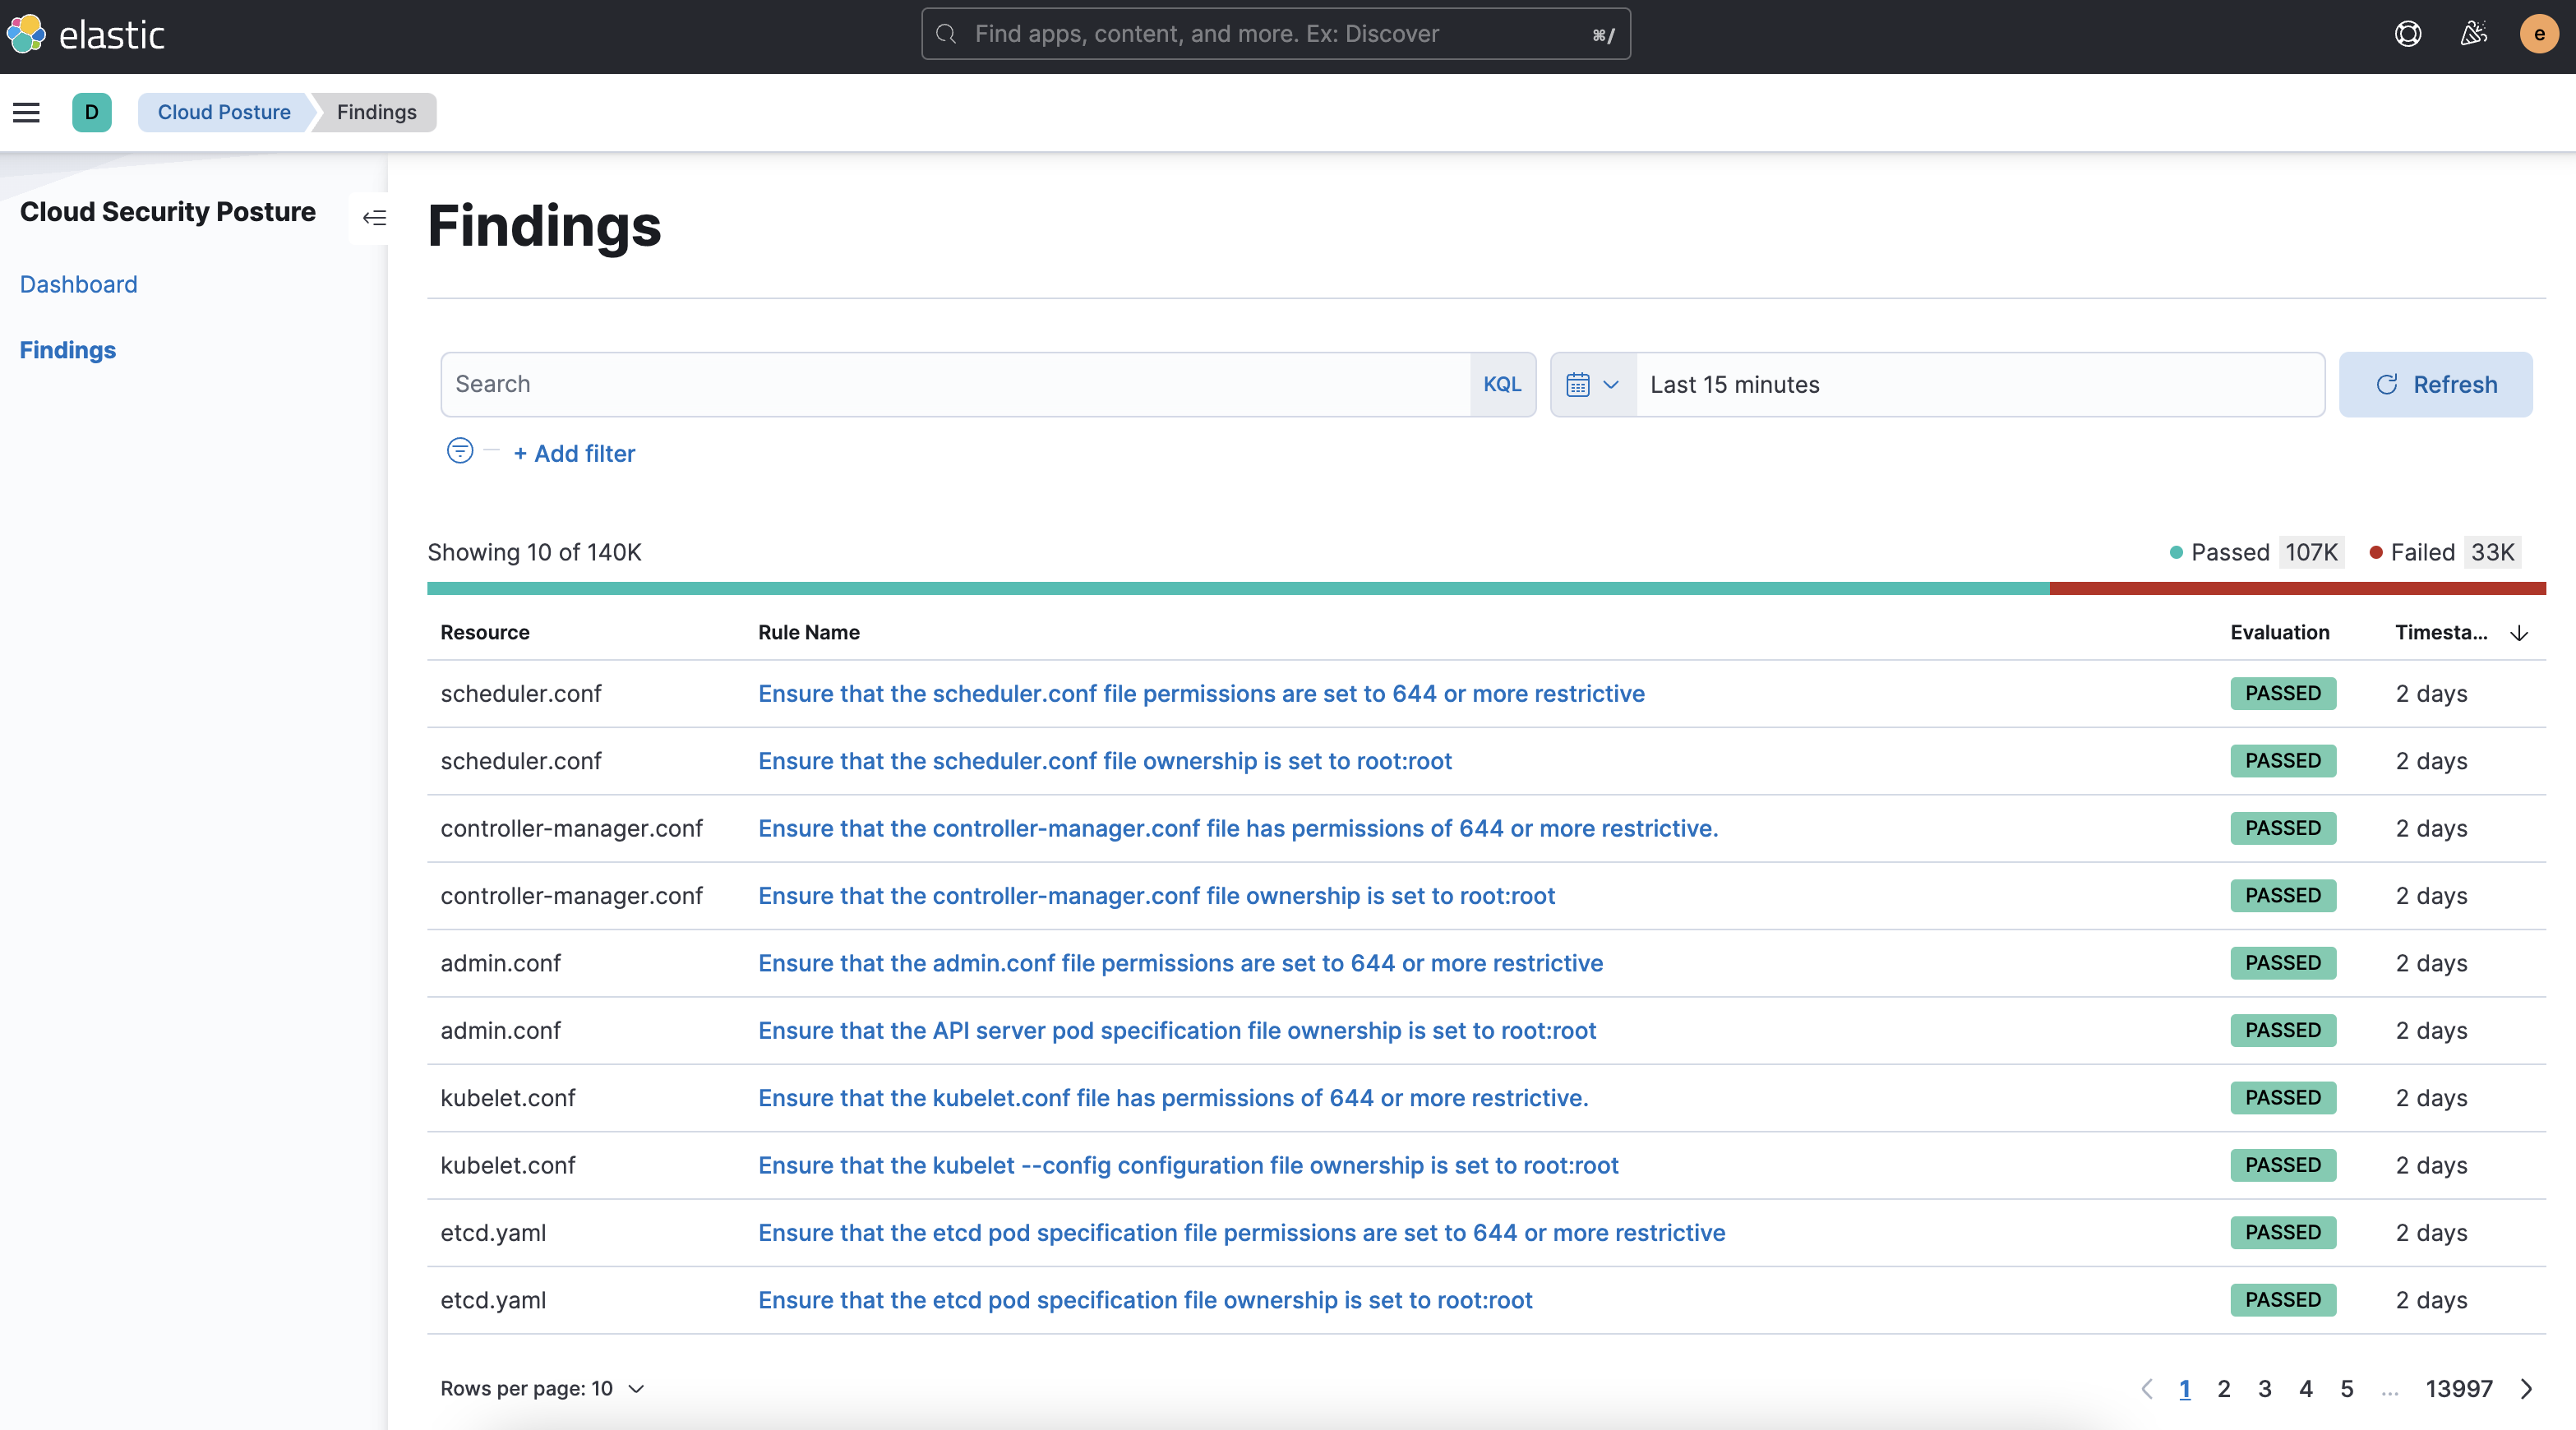 elastic
Find apps, content, and more. Ex: Discover ⌘/
e
D Cloud Posture Findings
Cloud Security Posture
Dashboard
Findings
Findings
Search KQL Last 15 minutes Refresh
+ Add filter
Showing 10 of 140K Passed 107K Failed 33K
Resource Rule Name Evaluation Timesta...
scheduler.conf Ensure that the scheduler.conf file permissions are set to 644 or more restrictive PASSED 2 days
scheduler.conf Ensure that the scheduler.conf file ownership is set to root:root PASSED 2 days
controller-manager.conf Ensure that the controller-manager.conf file has permissions of 644 or more restrictive. PASSED 2 days
controller-manager.conf Ensure that the controller-manager.conf file ownership is set to root:root PASSED 2 days
admin.conf Ensure that the admin.conf file permissions are set to 644 or more restrictive PASSED 2 days
admin.conf Ensure that the API server pod specification file ownership is set to root:root PASSED 2 days
kubelet.conf Ensure that the kubelet.conf file has permissions of 644 or more restrictive. PASSED 2 days
kubelet.conf Ensure that the kubelet --config configuration file ownership is set to root:root PASSED 2 days
etcd.yaml Ensure that the etcd pod specification file permissions are set to 644 or more restrictive PASSED 2 days
etcd.yaml Ensure that the etcd pod specification file ownership is set to root:root PASSED 2 days
Rows per page: 10 1 2 3 4 5 ... 13997